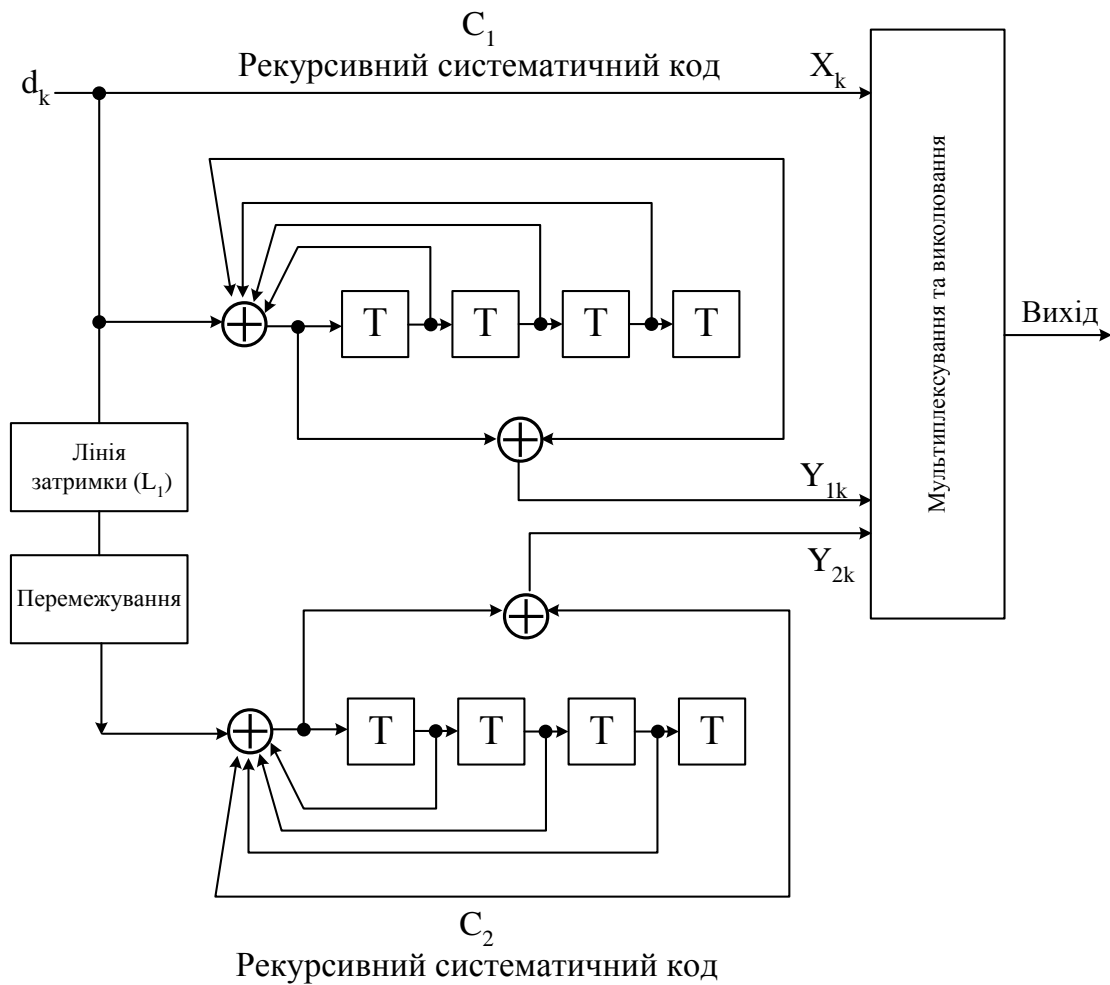 C₁
Рекурсивний систематичний код
dₖ
Xₖ
T T T T
Лінія
затримки (L₁)
Y₁ₖ
Мультиплексування та виколювання
Вихід
Y₂ₖ
Перемежування
T T T T
C₂
Рекурсивний систематичний код